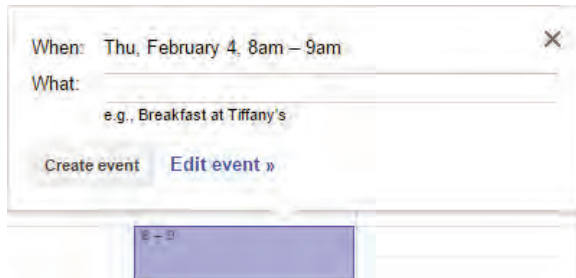 When: Thu, February 4, 8am – 9am
What:
e.g., Breakfast at Tiffany's
Create event Edit event »
8 – 9